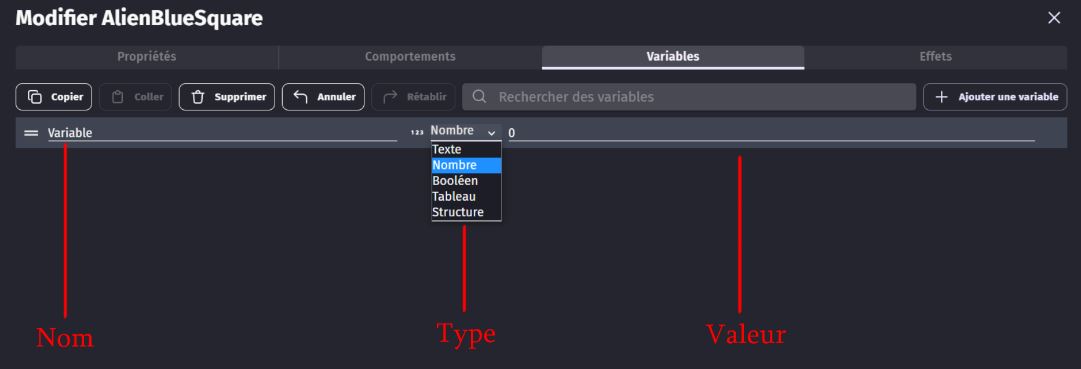 Modifier AlienBlueSquare
Propriétés Comportements Variables Effets
Copier Coller Supprimer Annuler Rétablir Rechercher des variables Ajouter une variable
Variable 123 Nombre 0
Texte
Nombre
Booléen
Tableau
Structure
Nom Type Valeur